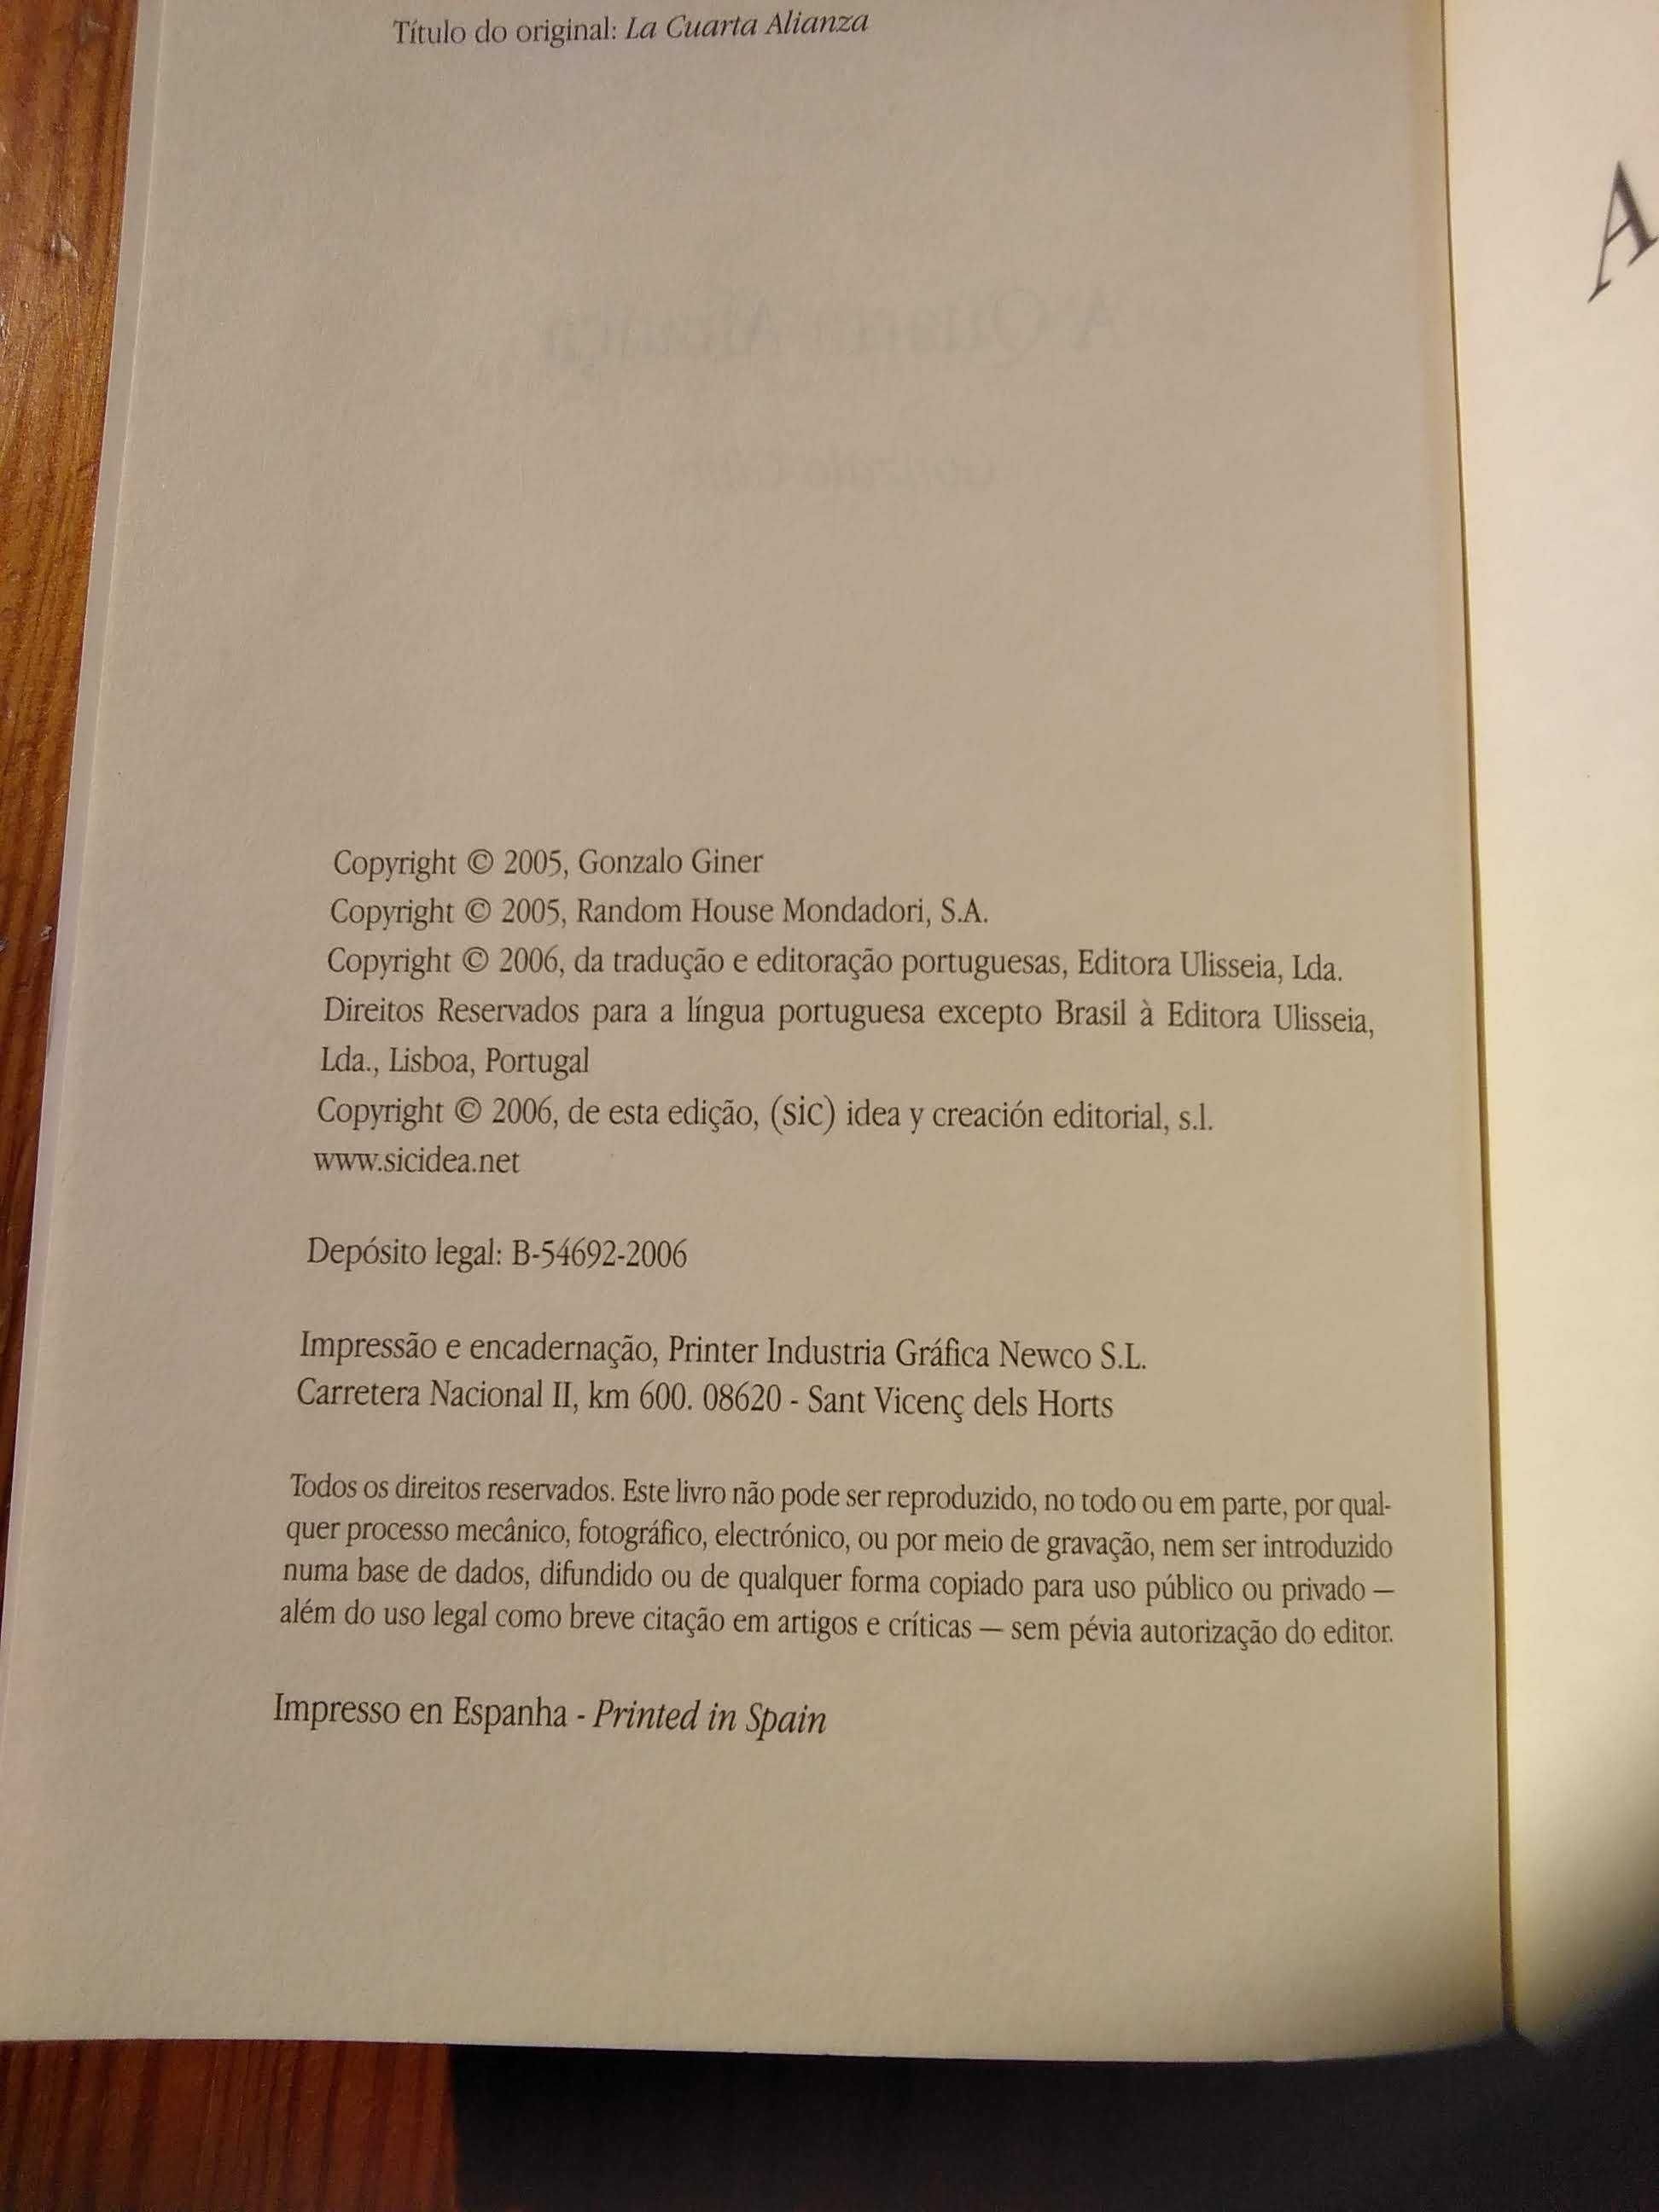 Título do original: La Cuarta Alianza
A
Copyright © 2005, Gonzalo Giner
Copyright © 2005, Random House Mondadori, S.A.
Copyright © 2006, da tradução e editoração portuguesas, Editora Ulisseia, Lda.
Direitos Reservados para a língua portuguesa excepto Brasil à Editora Ulisseia,
Lda., Lisboa, Portugal
Copyright © 2006, de esta edição, (sic) idea y creación editorial, s.l.
www.sicidea.net
Depósito legal: B-54692-2006
Impressão e encadernação, Printer Industria Gráfica Newco S.L.
Carretera Nacional II, km 600. 08620 - Sant Vicenç dels Horts
Todos os direitos reservados. Este livro não pode ser reproduzido, no todo ou em parte, por qual-
quer processo mecânico, fotográfico, electrónico, ou por meio de gravação, nem ser introduzido
numa base de dados, difundido ou de qualquer forma copiado para uso público ou privado —
além do uso legal como breve citação em artigos e críticas — sem pévia autorização do editor.
Impresso en Espanha - Printed in Spain